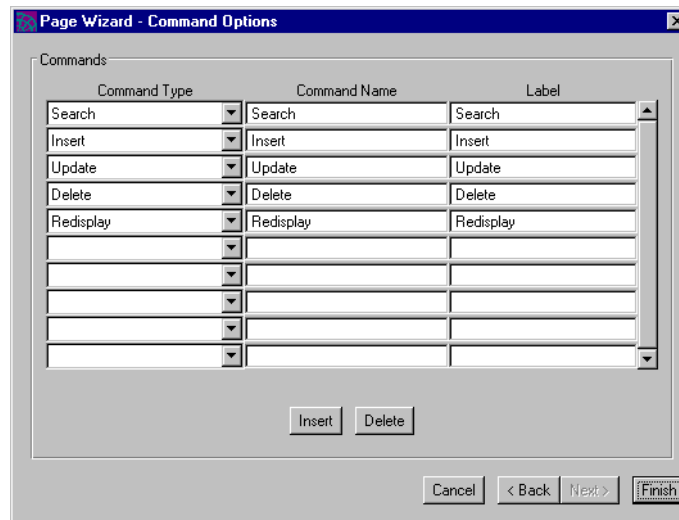 Page Wizard - Command Options
Commands
Command Type Command Name Label
Search Search Search
Insert Insert Insert
Update Update Update
Delete Delete Delete
Redisplay Redisplay Redisplay
Insert Delete
Cancel < Back Next > Finish